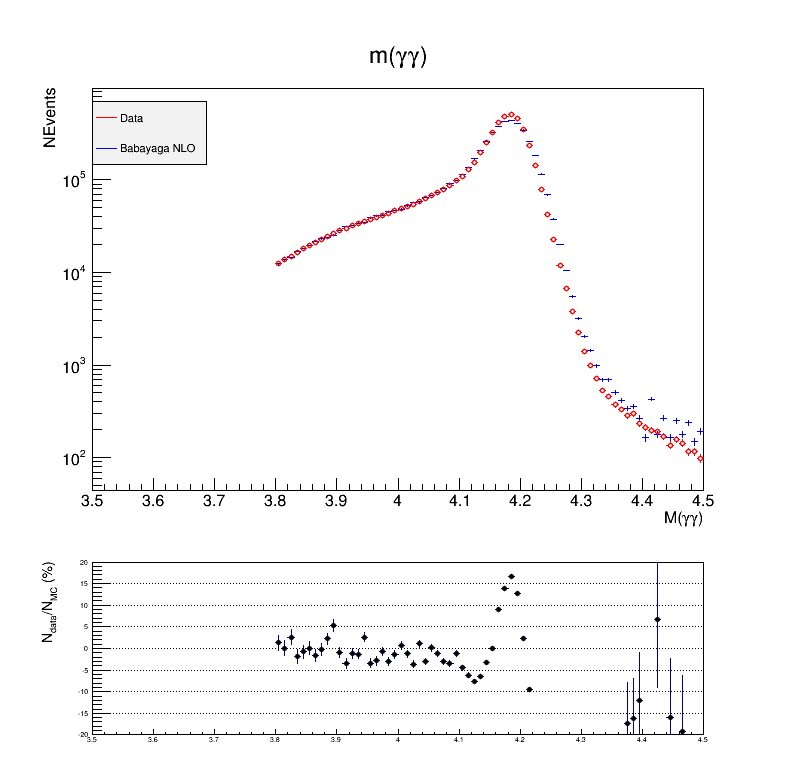 m(γγ)
NEvents
Data
Babayaga NLO
10^5
10^4
10^3
10^2
3.5 3.6 3.7 3.8 3.9 4 4.1 4.2 4.3 4.4 4.5
M(γγ)
N_data/N_MC (%)
20
15
10
5
0
-5
-10
-15
-20
3.5 3.6 3.7 3.8 3.9 4 4.1 4.2 4.3 4.4 4.5